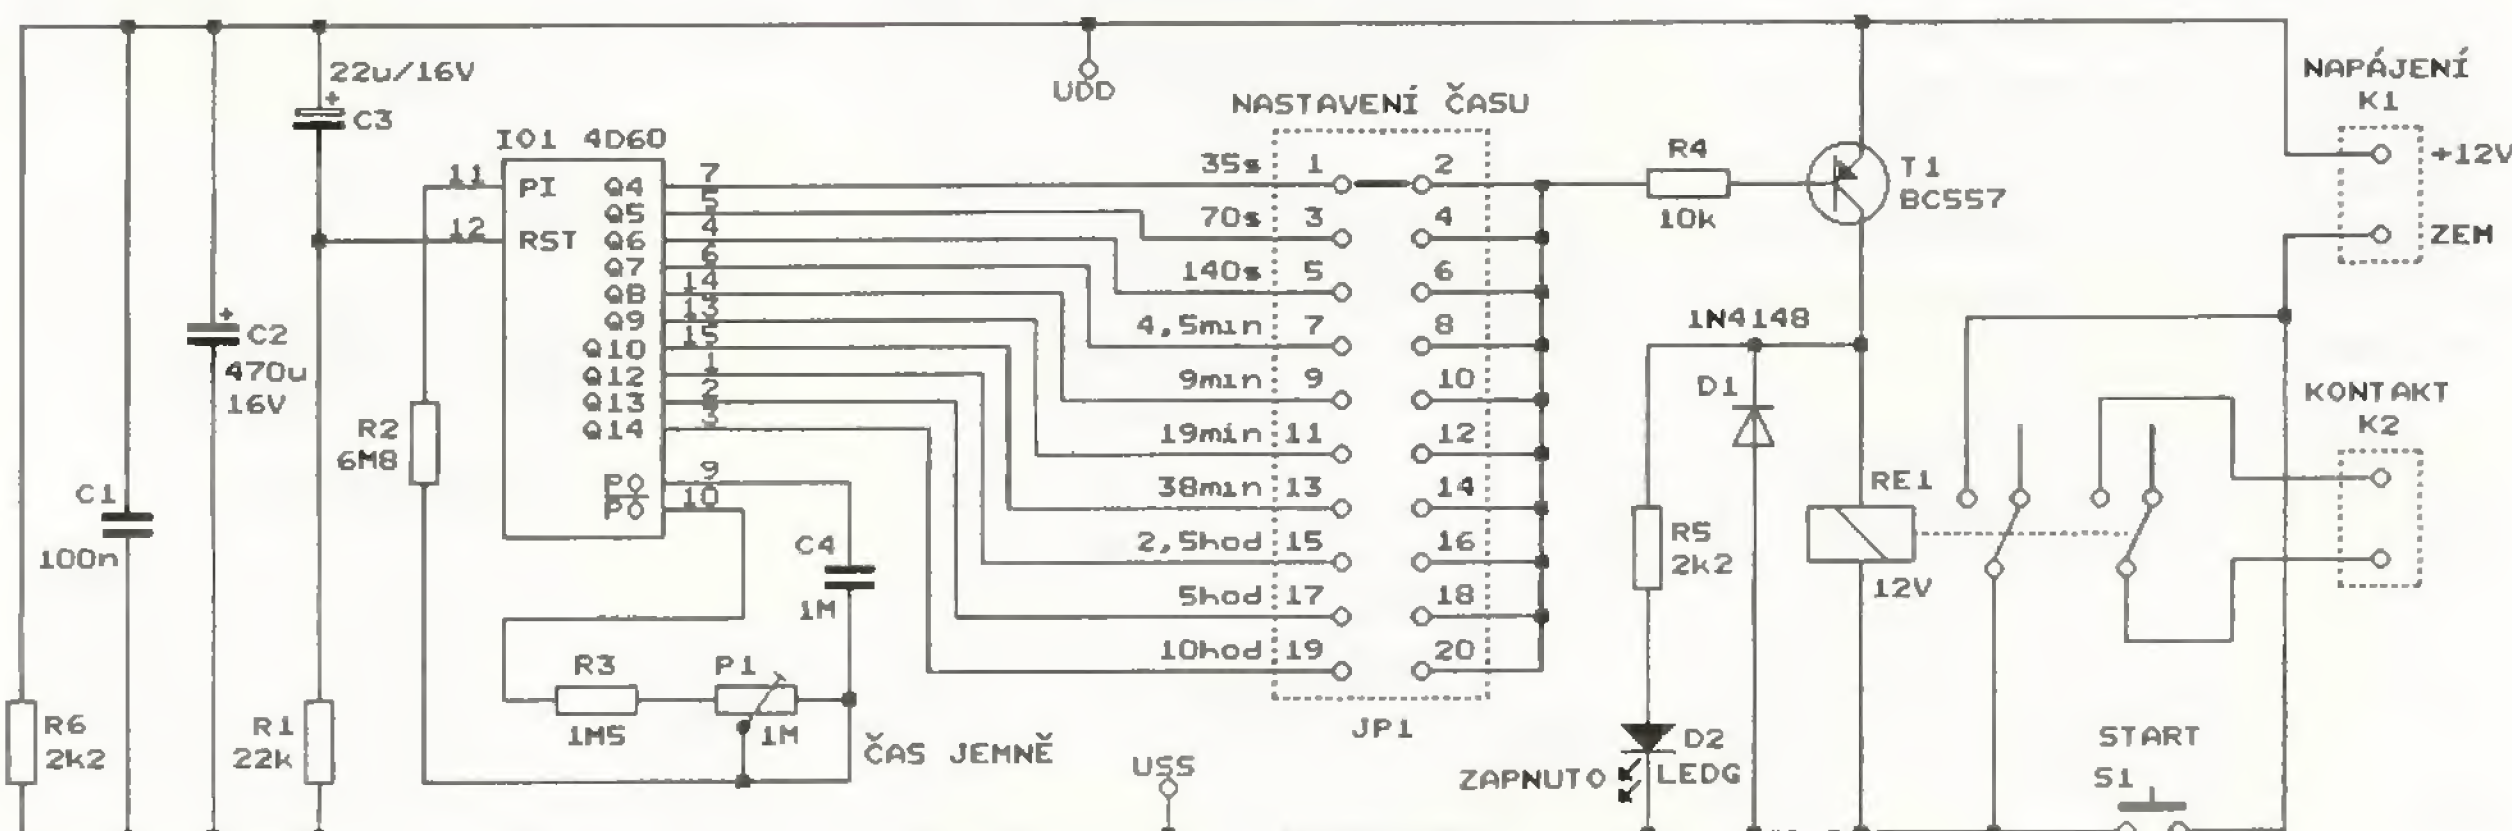 22u/16V
C3
UDD
NASTAVENÍ ČASU
NAPÁJENÍ
K1
+12V
ZEM
IO1 4D60
11 PI
12 RST
Q4 7
Q5 5
Q6 4
Q7 6
Q8 14
Q9 13
Q10 15
Q12 1
Q13 2
Q14 3
PO 9
PO 10
35s 1 2
70s 3 4
140s 5 6
4,5min 7 8
9min 9 10
19min 11 12
38min 13 14
2,5hod 15 16
5hod 17 18
10hod 19 20
JP1
R4
10k
T1
BC557
1N4148
D1
C2
470u
16V
R2
6M8
C1
100n
C4
1M
R3
1M5
P1
1M
ČAS JEMNĚ
R6
2k2
R1
22k
USS
R5
2k2
RE1
12V
KONTAKT
K2
D2
LEDG
ZAPNUTO
START
S1